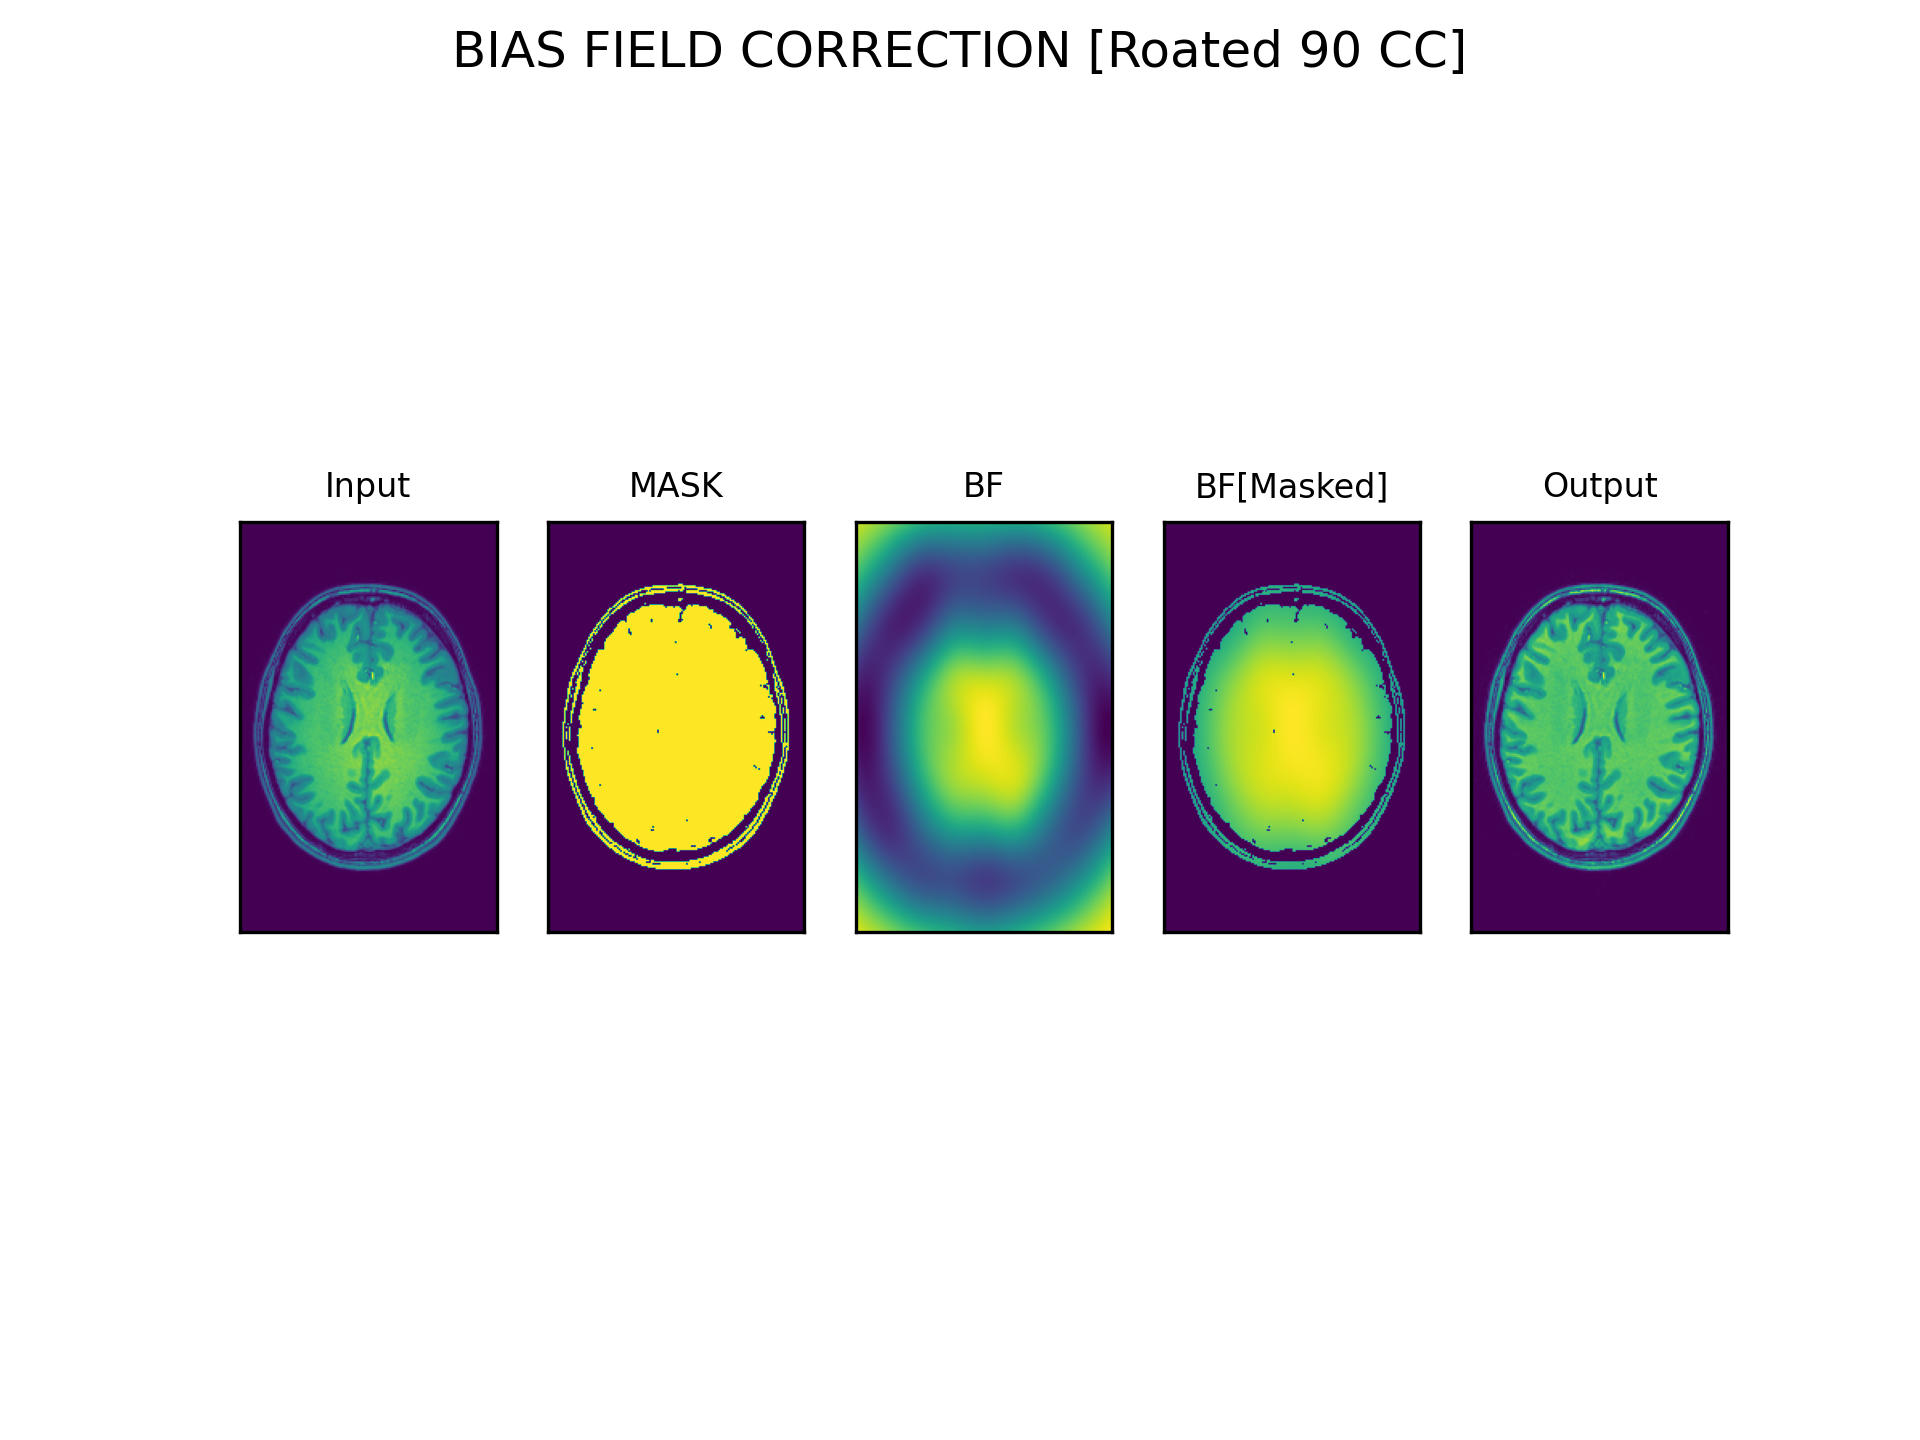 BIAS FIELD CORRECTION [Roated 90 CC]
Input
MASK
BF
BF[Masked]
Output